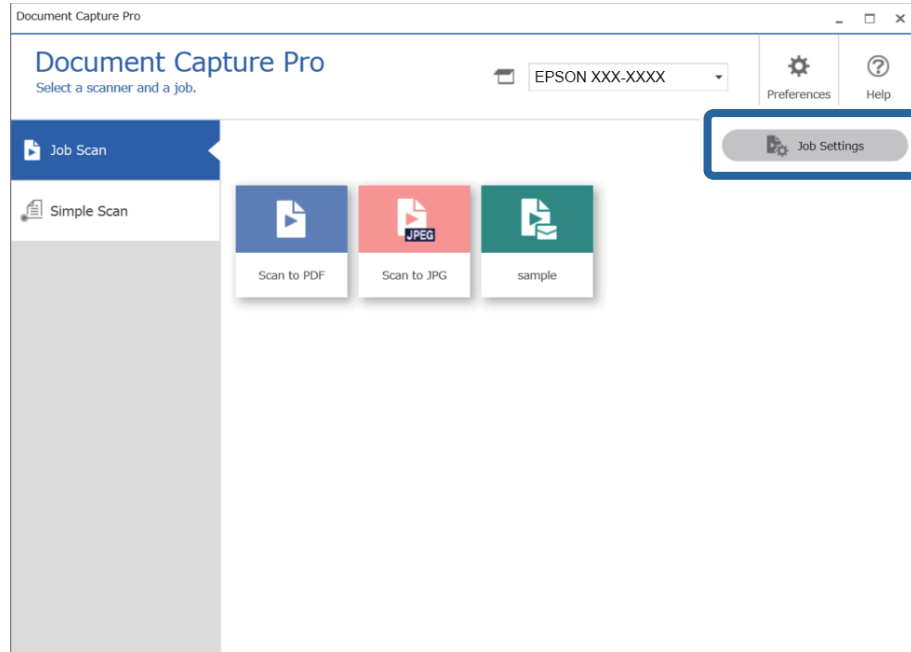 Document Capture Pro
Document Capture Pro
Select a scanner and a job.
EPSON XXX-XXXX
Preferences
Help
Job Scan
Job Settings
Simple Scan
JPEG
Scan to PDF
Scan to JPG
sample